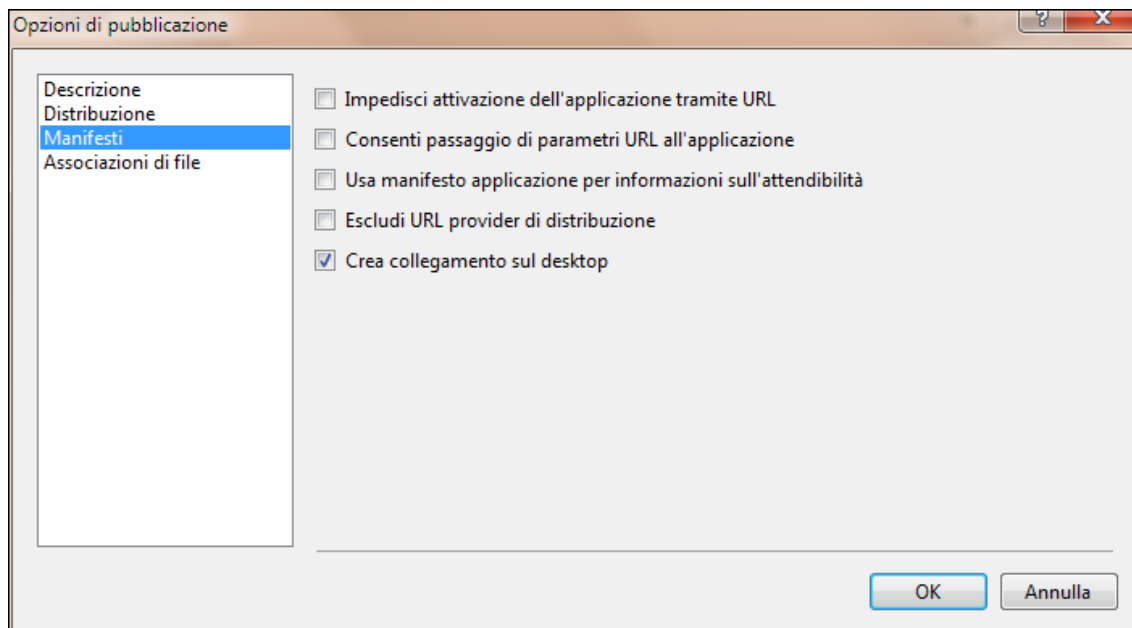 Opzioni di pubblicazione
?
X
Descrizione
Distribuzione
Manifesti
Associazioni di file
Impedisci attivazione dell'applicazione tramite URL
Consenti passaggio di parametri URL all'applicazione
Usa manifesto applicazione per informazioni sull'attendibilità
Escludi URL provider di distribuzione
Crea collegamento sul desktop
OK
Annulla